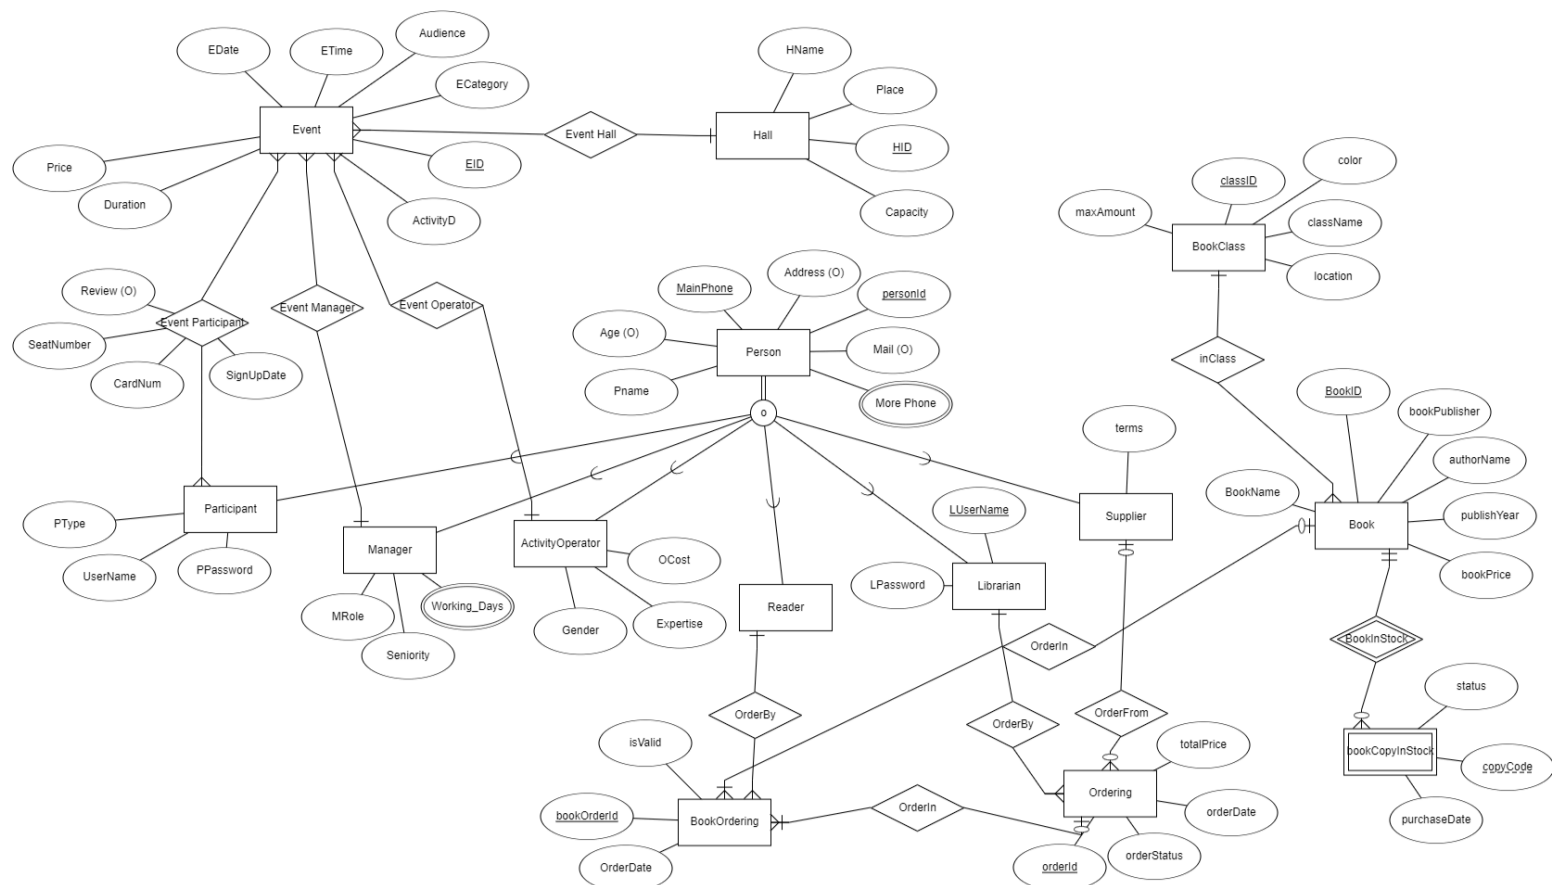 Audience
HName
EDate
ETime
ECategory
Place
Event
Event Hall
Hall
HID
EID
Price
color
classID
Duration
Capacity
ActivityD
maxAmount
className
BookClass
Address (O)
location
MainPhone
personId
Review (O)
Event Manager
Event Operator
Event Participant
Age (O)
SeatNumber
Person
Mail (O)
inClass
SignUpDate
CardNum
Pname
BookID
More Phone
bookPublisher
o
terms
authorName
BookName
Participant
LUserName
Supplier
publishYear
PType
Book
Manager
ActivityOperator
OCost
UserName
PPassword
bookPrice
LPassword
Librarian
Working_Days
Reader
MRole
Gender
Expertise
BookInStock
OrderIn
Seniority
status
OrderBy
OrderFrom
OrderBy
isValid
totalPrice
bookCopyInStock
copyCode
Ordering
OrderIn
orderDate
bookOrderId
BookOrdering
purchaseDate
orderStatus
OrderDate
orderId